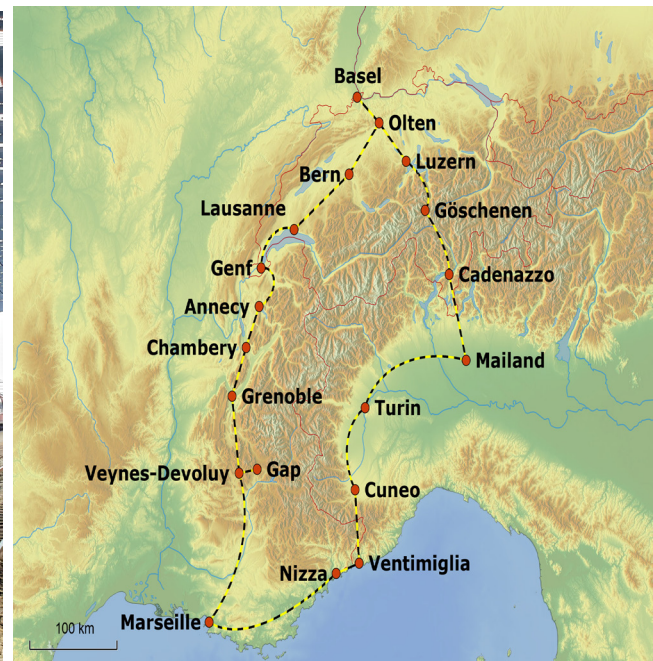 Basel
Olten
Luzern
Bern
Lausanne
Göschenen
Genf
Cadenazzo
Annecy
Chambery
Mailand
Grenoble
Turin
Veynes-Devoluy
Gap
Cuneo
Nizza
Ventimiglia
Marseille
100 km